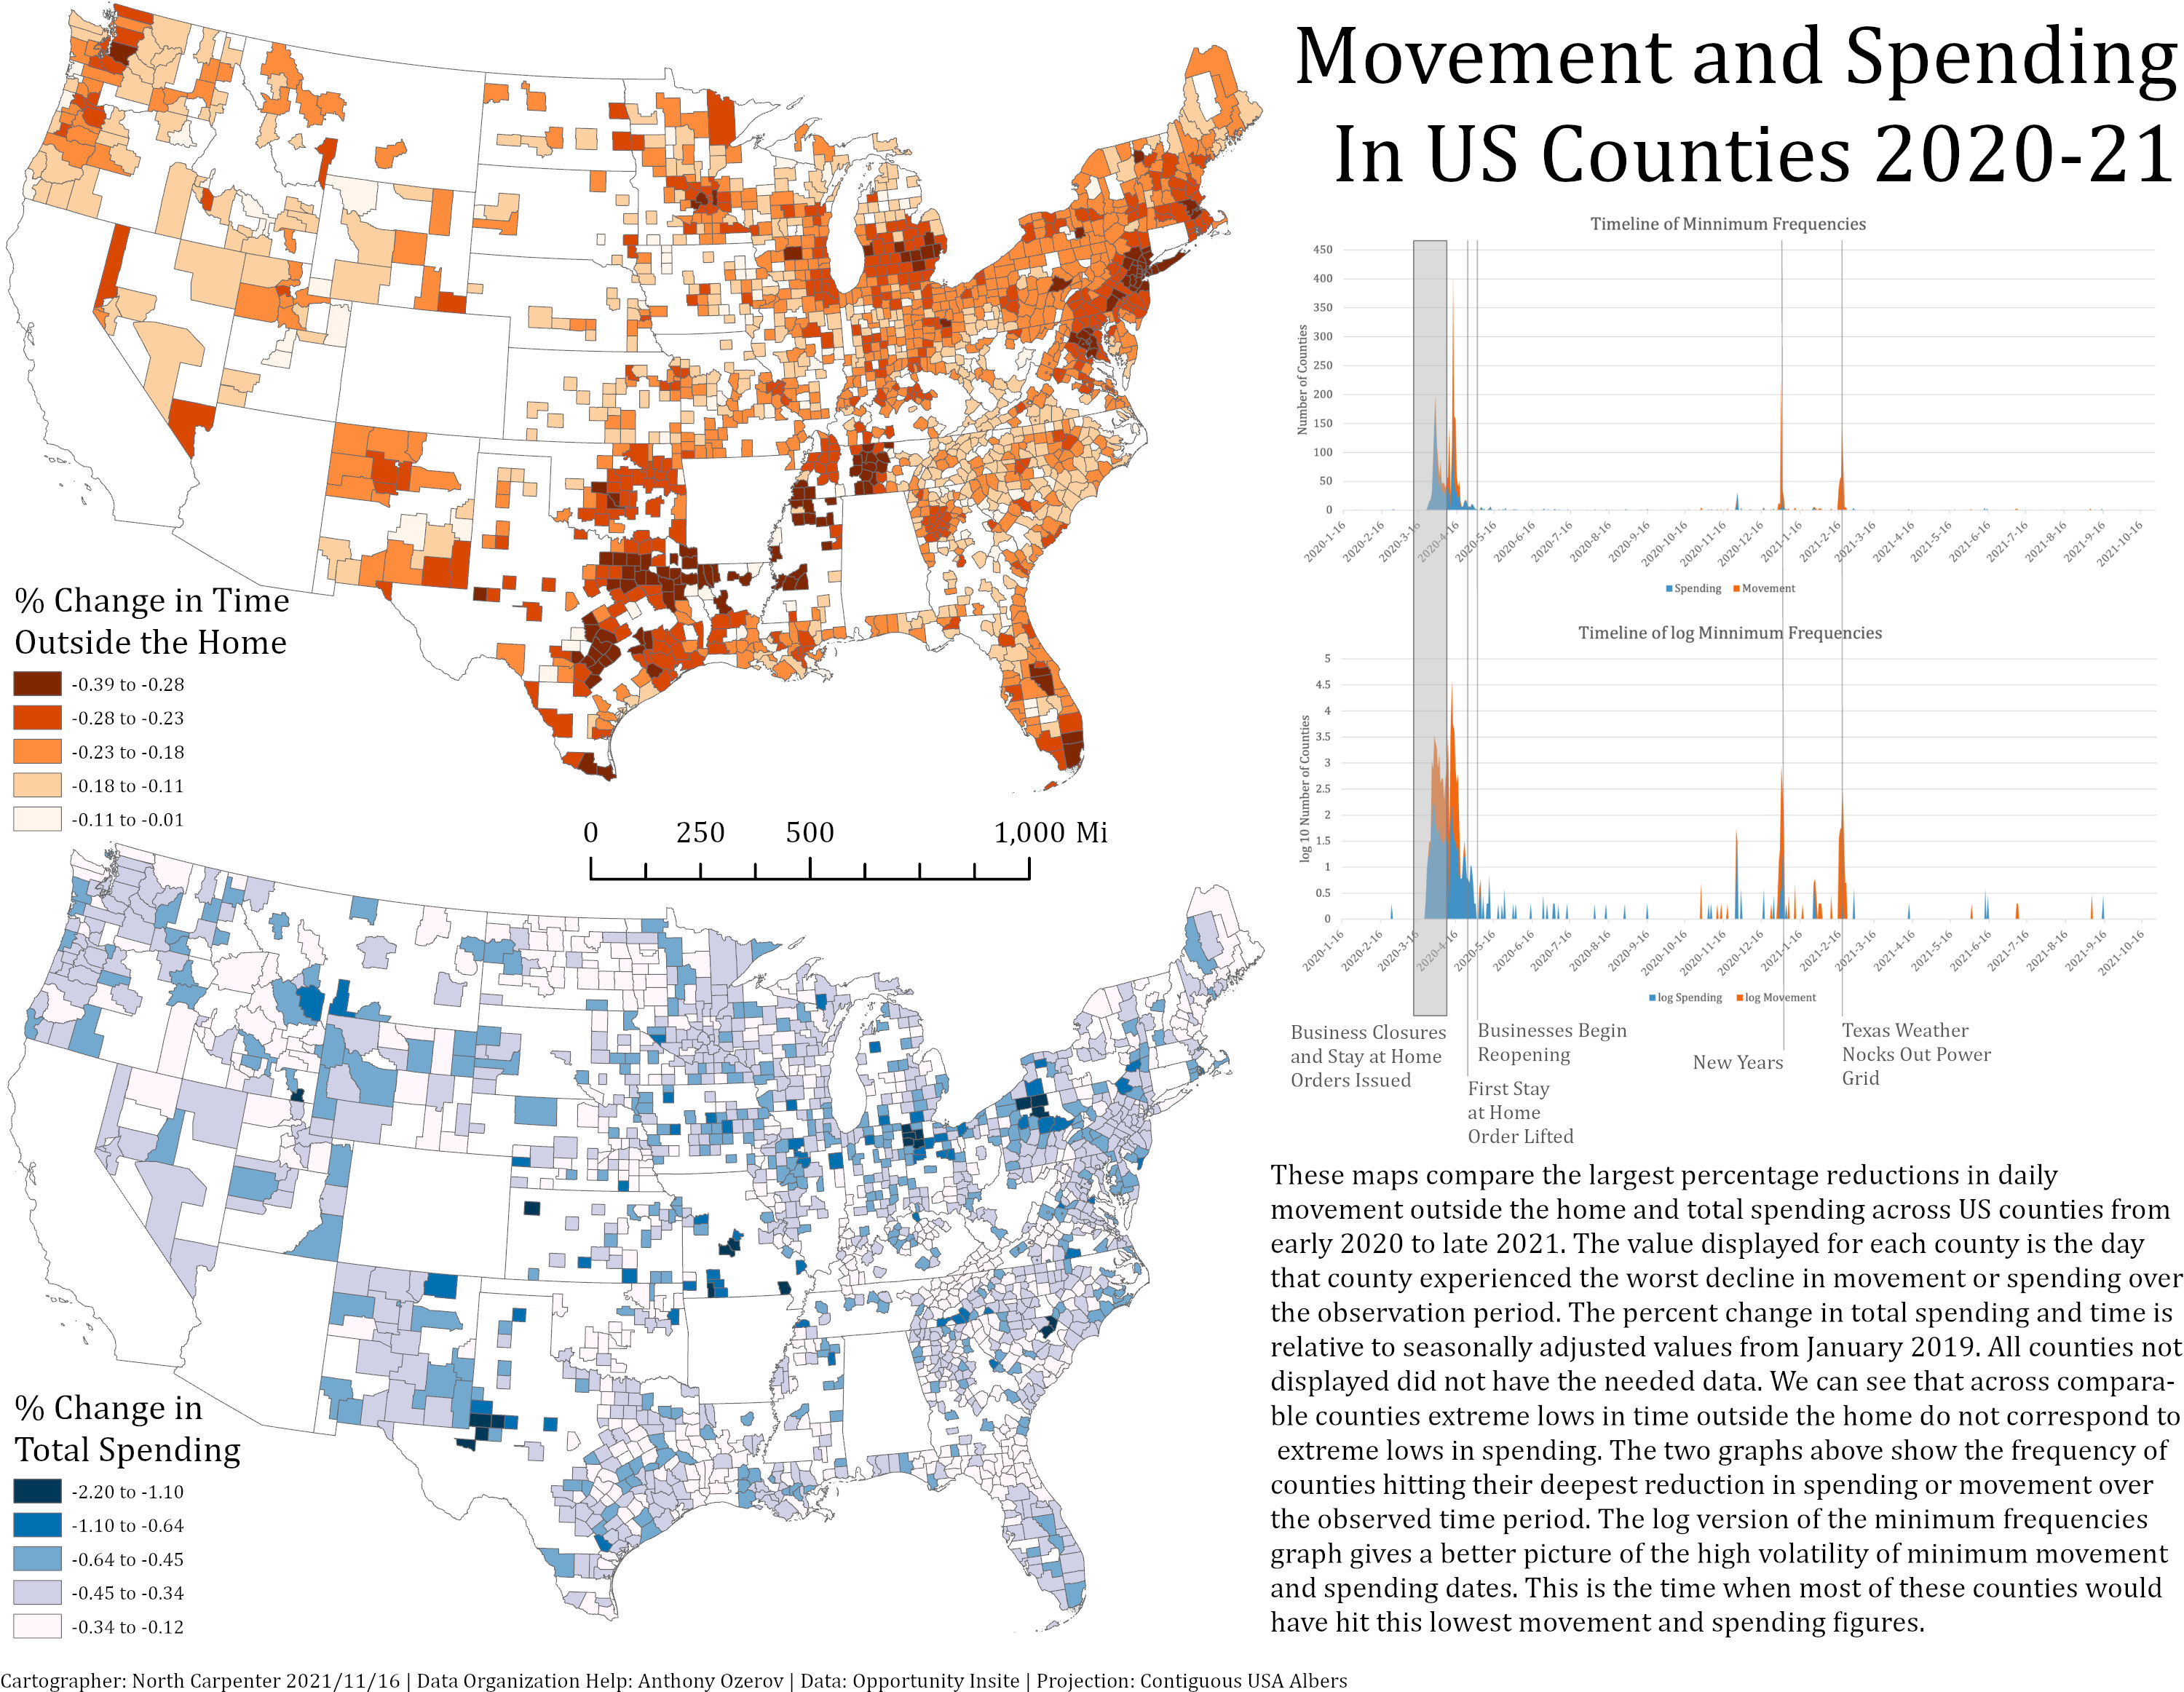 Movement and Spending
In US Counties 2020-21
Timeline of Minnimum Frequencies
Number of Counties
450
400
350
300
250
200
150
100
50
0
2020-1-16
2020-2-16
2020-3-16
2020-4-16
2020-5-16
2020-6-16
2020-7-16
2020-8-16
2020-9-16
2020-10-16
2020-11-16
2020-12-16
2021-1-16
2021-2-16
2021-3-16
2021-4-16
2021-5-16
2021-6-16
2021-7-16
2021-8-16
2021-9-16
2021-10-16
Spending Movement
Timeline of log Minnimum Frequencies
log 10 Number of Counties
5
4.5
4
3.5
3
2.5
2
1.5
1
0.5
0
2020-1-16
2020-2-16
2020-3-16
2020-4-16
2020-5-16
2020-6-16
2020-7-16
2020-8-16
2020-9-16
2020-10-16
2020-11-16
2020-12-16
2021-1-16
2021-2-16
2021-3-16
2021-4-16
2021-5-16
2021-6-16
2021-7-16
2021-8-16
2021-9-16
2021-10-16
log Spending log Movement
Business Closures
and Stay at Home
Orders Issued
Businesses Begin
Reopening
First Stay
at Home
Order Lifted
New Years
Texas Weather
Nocks Out Power
Grid
% Change in Time
Outside the Home
-0.39 to -0.28
-0.28 to -0.23
-0.23 to -0.18
-0.18 to -0.11
-0.11 to -0.01
0 250 500 1,000 Mi
% Change in
Total Spending
-2.20 to -1.10
-1.10 to -0.64
-0.64 to -0.45
-0.45 to -0.34
-0.34 to -0.12
These maps compare the largest percentage reductions in daily
movement outside the home and total spending across US counties from
early 2020 to late 2021. The value displayed for each county is the day
that county experienced the worst decline in movement or spending over
the observation period. The percent change in total spending and time is
relative to seasonally adjusted values from January 2019. All counties not
displayed did not have the needed data. We can see that across compara-
ble counties extreme lows in time outside the home do not correspond to
extreme lows in spending. The two graphs above show the frequency of
counties hitting their deepest reduction in spending or movement over
the observed time period. The log version of the minimum frequencies
graph gives a better picture of the high volatility of minimum movement
and spending dates. This is the time when most of these counties would
have hit this lowest movement and spending figures.
Cartographer: North Carpenter 2021/11/16 | Data Organization Help: Anthony Ozerov | Data: Opportunity Insite | Projection: Contiguous USA Albers